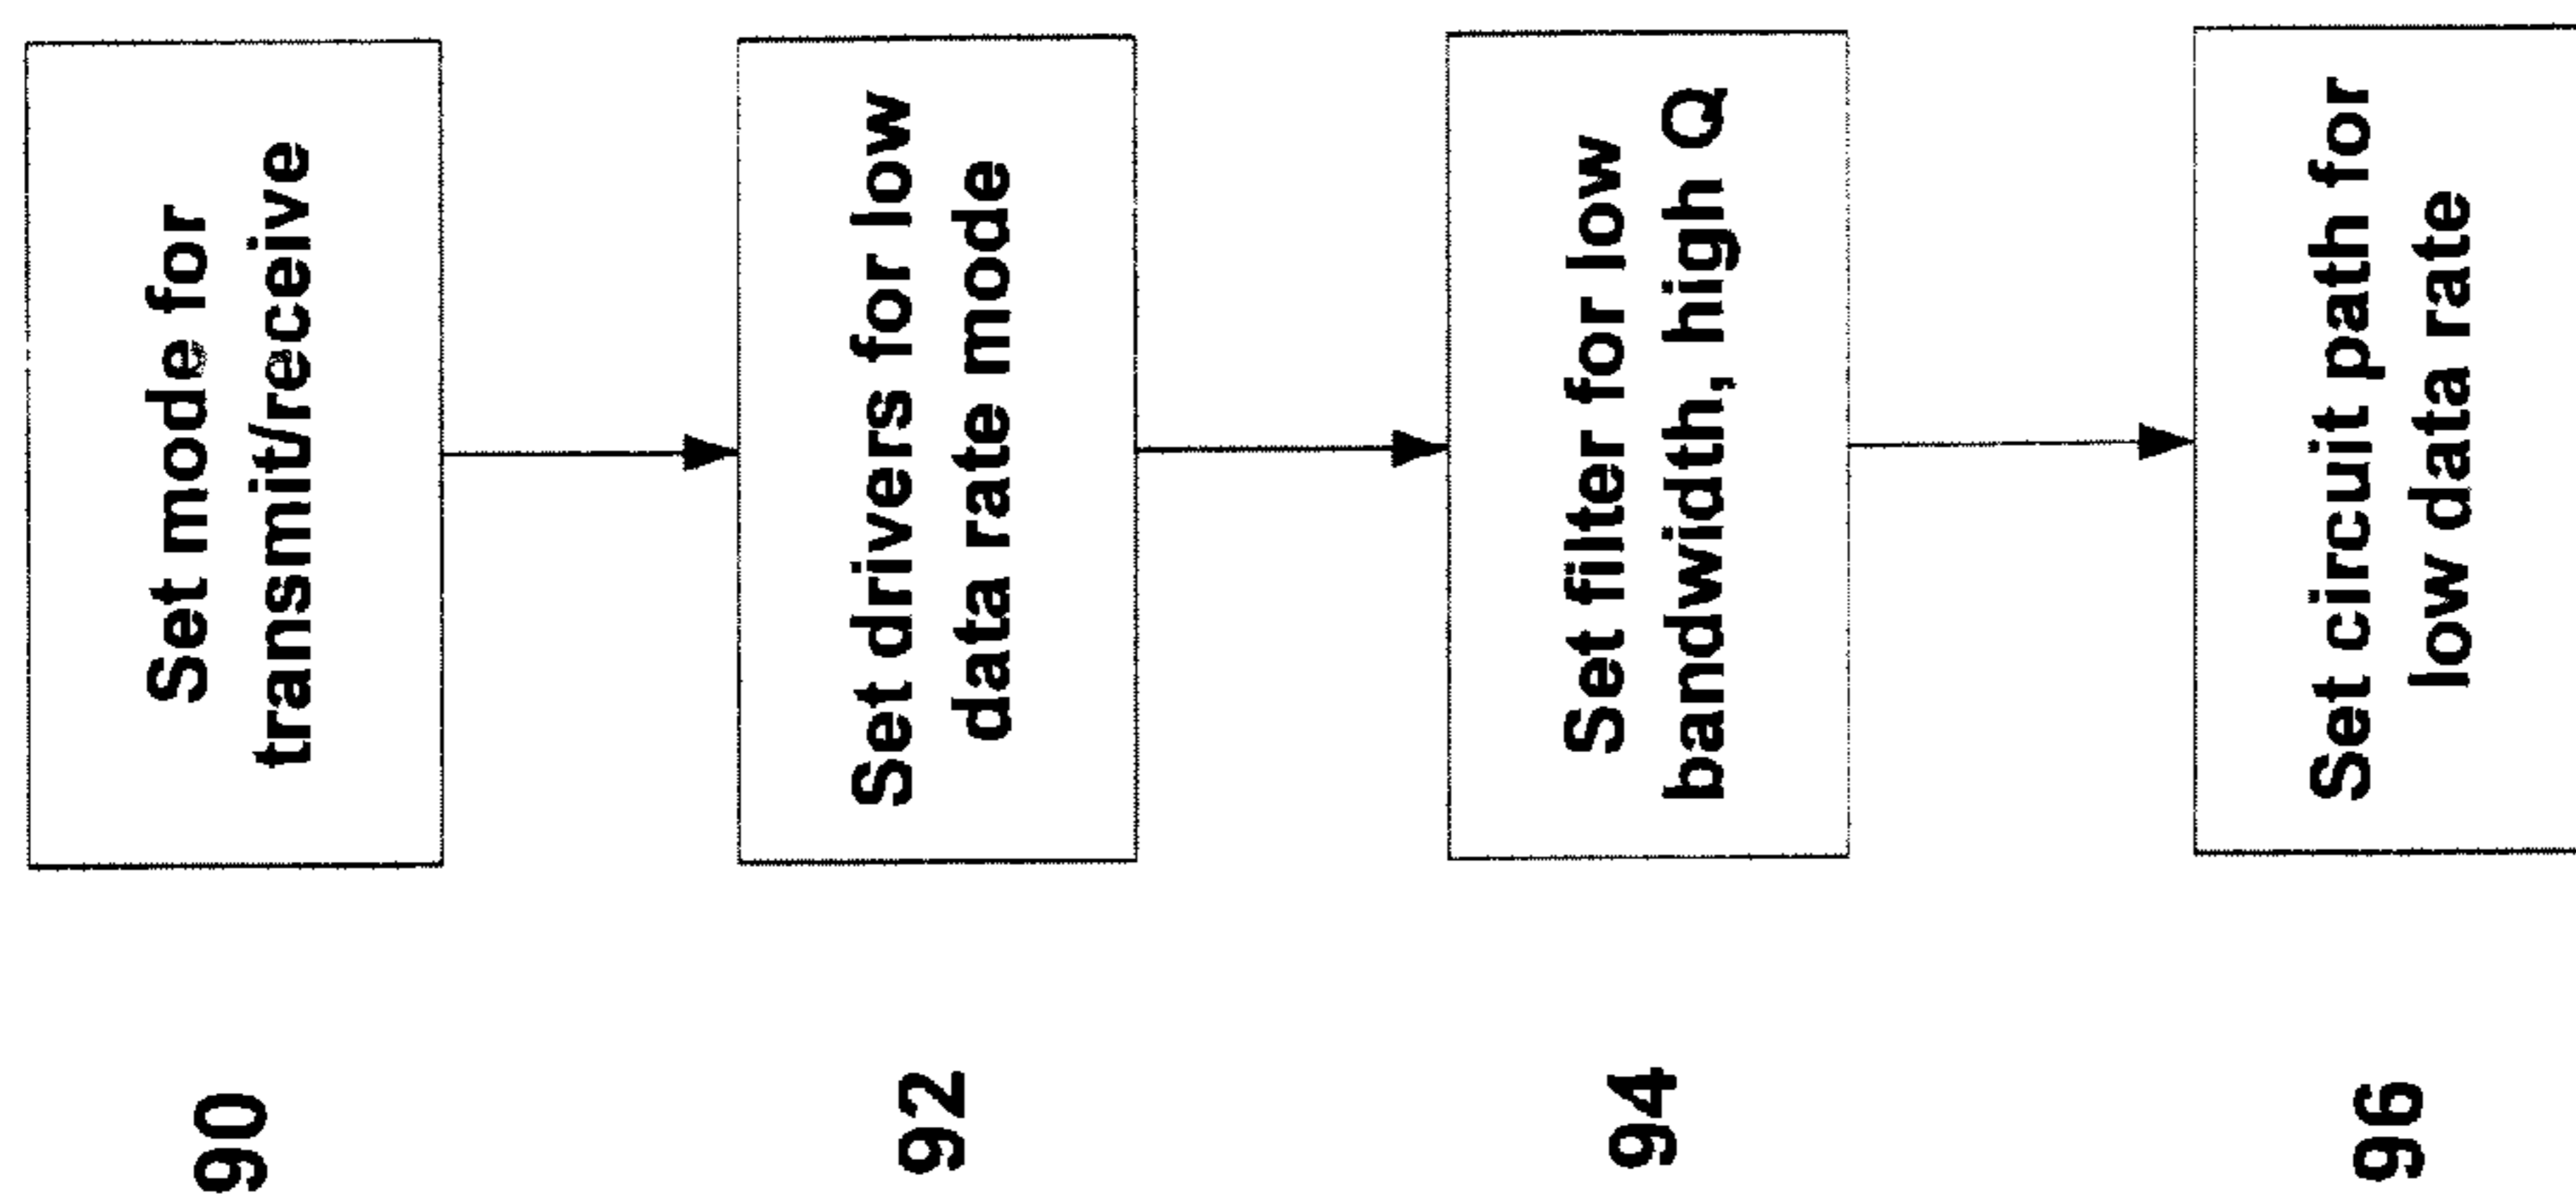 90
Set mode for
transmit/receive
92
Set drivers for low
data rate mode
94
Set filter for low
bandwidth, high Q
96
Set circuit path for
low data rate